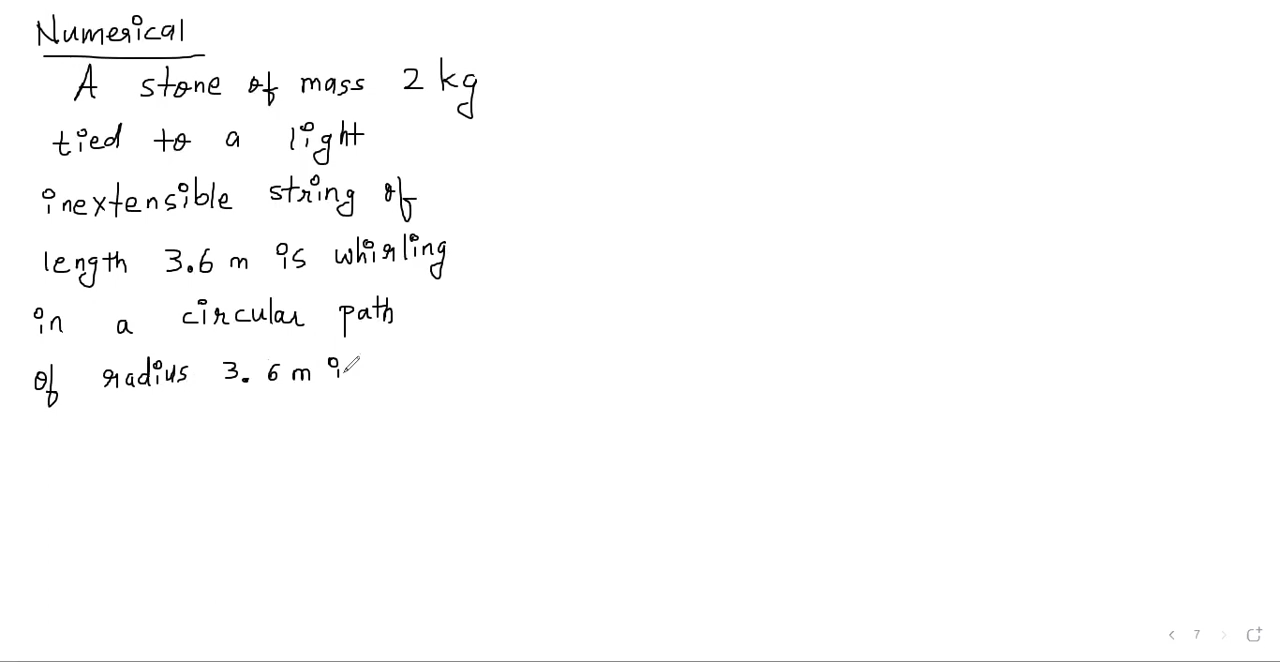 Numerical
A stone of mass 2 kg
tied to a light
inextensible string of
length 3.6 m is whirling
in a circular path
of radius 3.6 m i
7